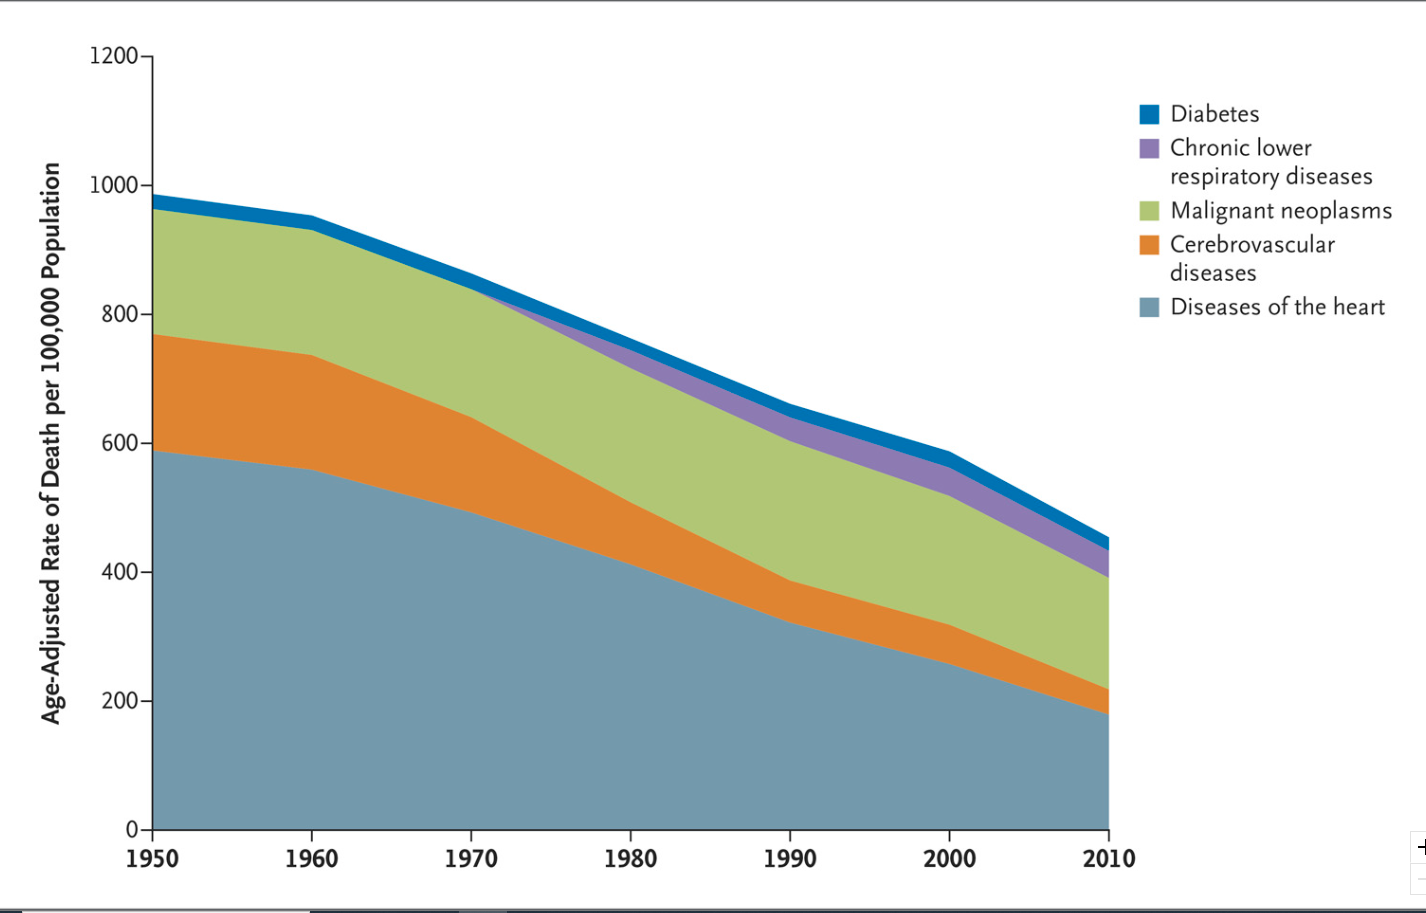 1200
1000
800
600
400
200
0
Age-Adjusted Rate of Death per 100,000 Population
1950 1960 1970 1980 1990 2000 2010
Diabetes
Chronic lower
respiratory diseases
Malignant neoplasms
Cerebrovascular
diseases
Diseases of the heart